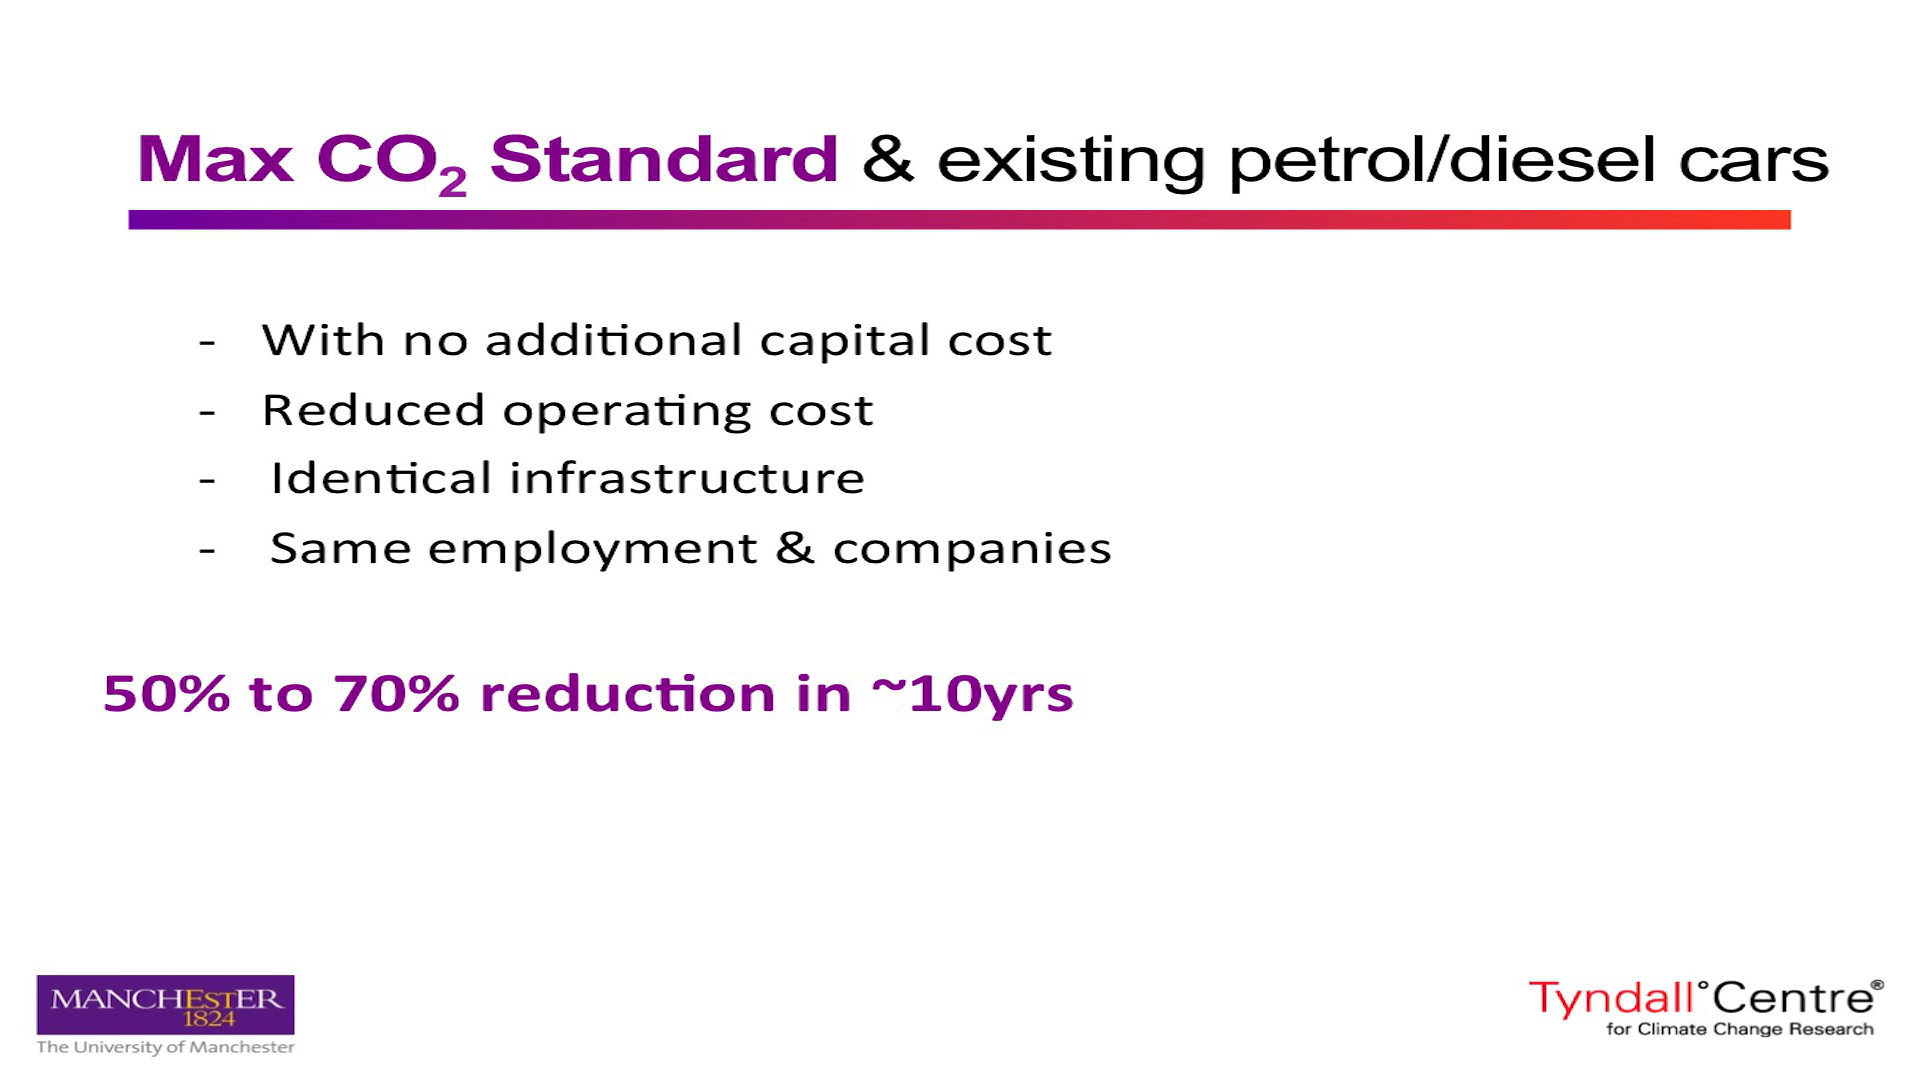 Max CO₂ Standard & existing petrol/diesel cars
- With no additional capital cost
- Reduced operating cost
- Identical infrastructure
- Same employment & companies
50% to 70% reduction in ~10yrs
MANCHESTER
1824
The University of Manchester
Tyndall°Centre®
for Climate Change Research